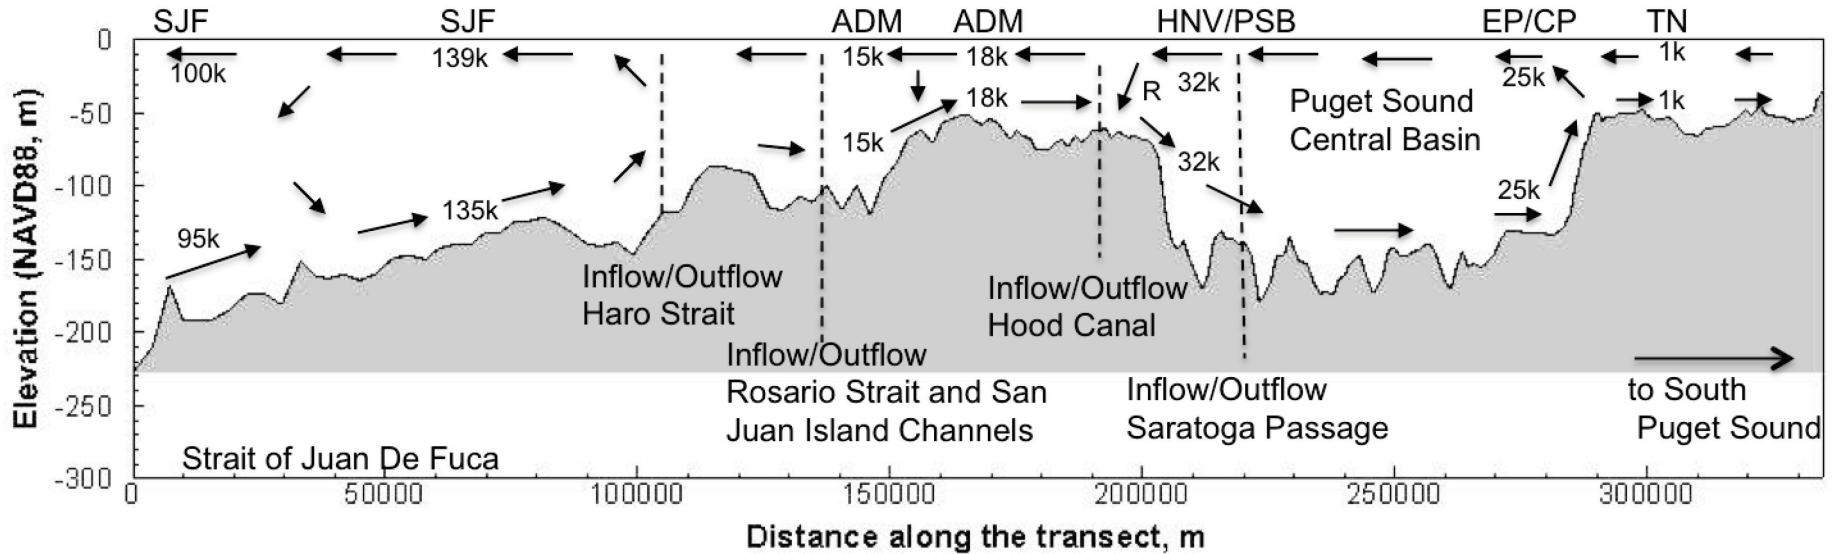 SJF SJF ADM ADM HNV/PSB EP/CP TN
0
-50
-100
-150
-200
-250
-300
Elevation (NAVD88, m)
100k 139k 15k 18k 32k 25k 1k
R
18k 1k
15k
32k
25k
95k 135k
Puget Sound
Central Basin
Inflow/Outflow
Haro Strait
Inflow/Outflow
Hood Canal
Inflow/Outflow
Rosario Strait and San
Juan Island Channels
Inflow/Outflow
Saratoga Passage
to South
Puget Sound
Strait of Juan De Fuca
0 50000 100000 150000 200000 250000 300000
Distance along the transect, m